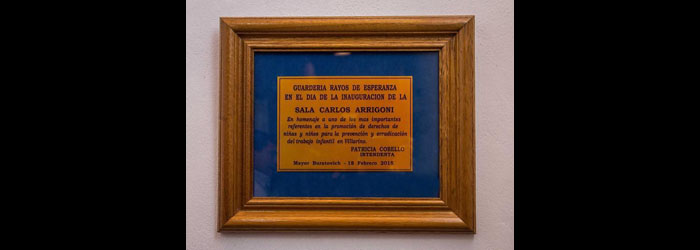 GUARDERIA RAYOS DE ESPERANZA
EN EL DIA DE LA INAUGURACION DE LA
SALA CARLOS ARRIGONI
En homenaje a uno de los mas importantes
referentes en la promoción de derechos de
niñas y niños para la prevención y erradicación
del trabajo infantil en Villarino.
PATRICIA COBELLO
INTENDENTA
Mayor Buratovich - 18 Febrero 2015